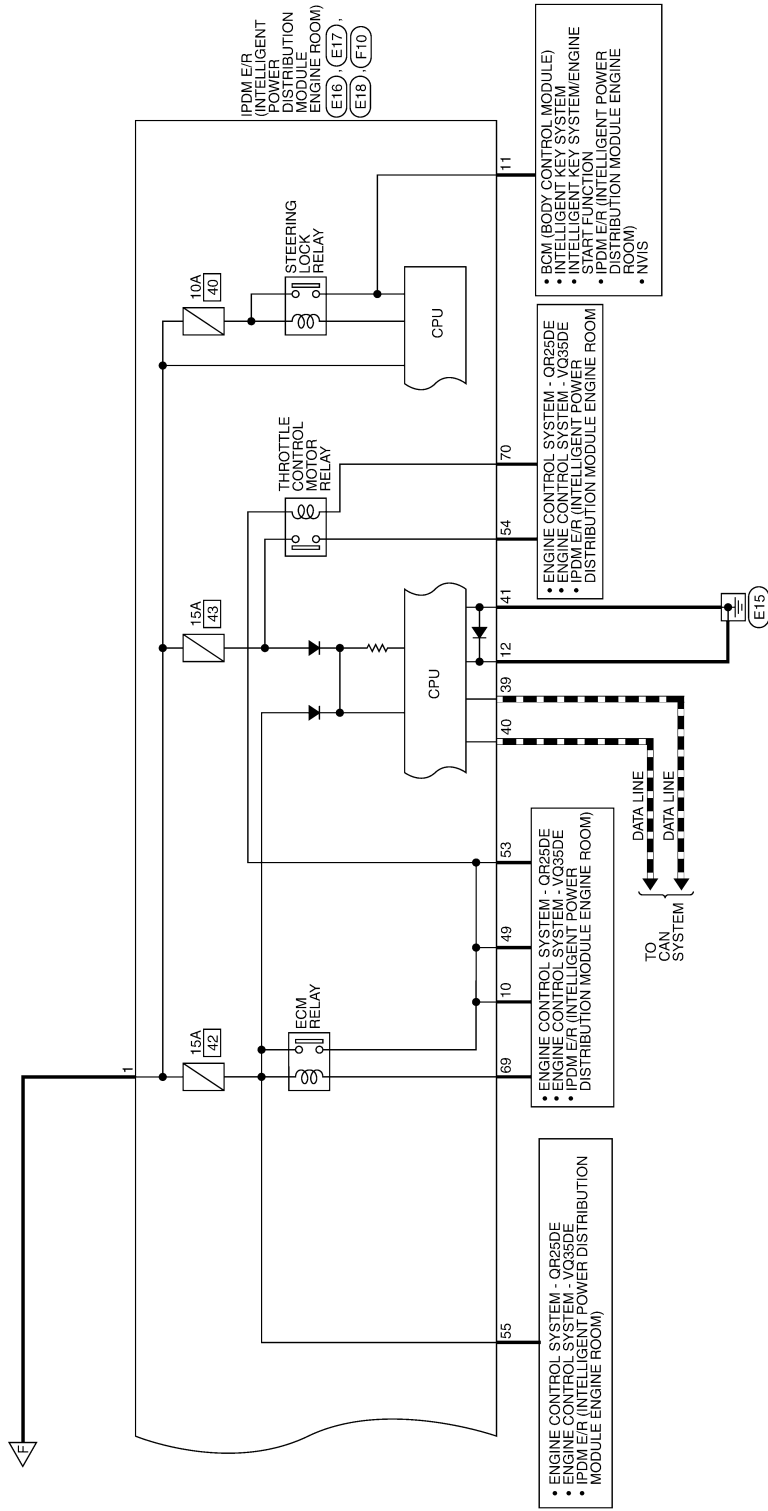 F
1
IPDM E/R
(INTELLIGENT
POWER
DISTRIBUTION
MODULE
ENGINE ROOM)
E16 , E17 ,
E18 , F10
15A
42
15A
43
10A
40
ECM
RELAY
THROTTLE
CONTROL
MOTOR
RELAY
STEERING
LOCK
RELAY
CPU
CPU
55
69
10
49
53
40
39
12
41
54
70
11
• ENGINE CONTROL SYSTEM - QR25DE
• ENGINE CONTROL SYSTEM - VQ35DE
• IPDM E/R (INTELLIGENT POWER DISTRIBUTION
MODULE ENGINE ROOM)
• ENGINE CONTROL SYSTEM - QR25DE
• ENGINE CONTROL SYSTEM - VQ35DE
• IPDM E/R (INTELLIGENT POWER
DISTRIBUTION MODULE ENGINE ROOM)
DATA LINE
DATA LINE
TO
CAN
SYSTEM
E15
• ENGINE CONTROL SYSTEM - QR25DE
• ENGINE CONTROL SYSTEM - VQ35DE
• IPDM E/R (INTELLIGENT POWER
DISTRIBUTION MODULE ENGINE ROOM
• BCM (BODY CONTROL MODULE)
• INTELLIGENT KEY SYSTEM
• INTELLIGENT KEY SYSTEM/ENGINE
START FUNCTION
• IPDM E/R (INTELLIGENT POWER
DISTRIBUTION MODULE ENGINE
ROOM)
• NVIS